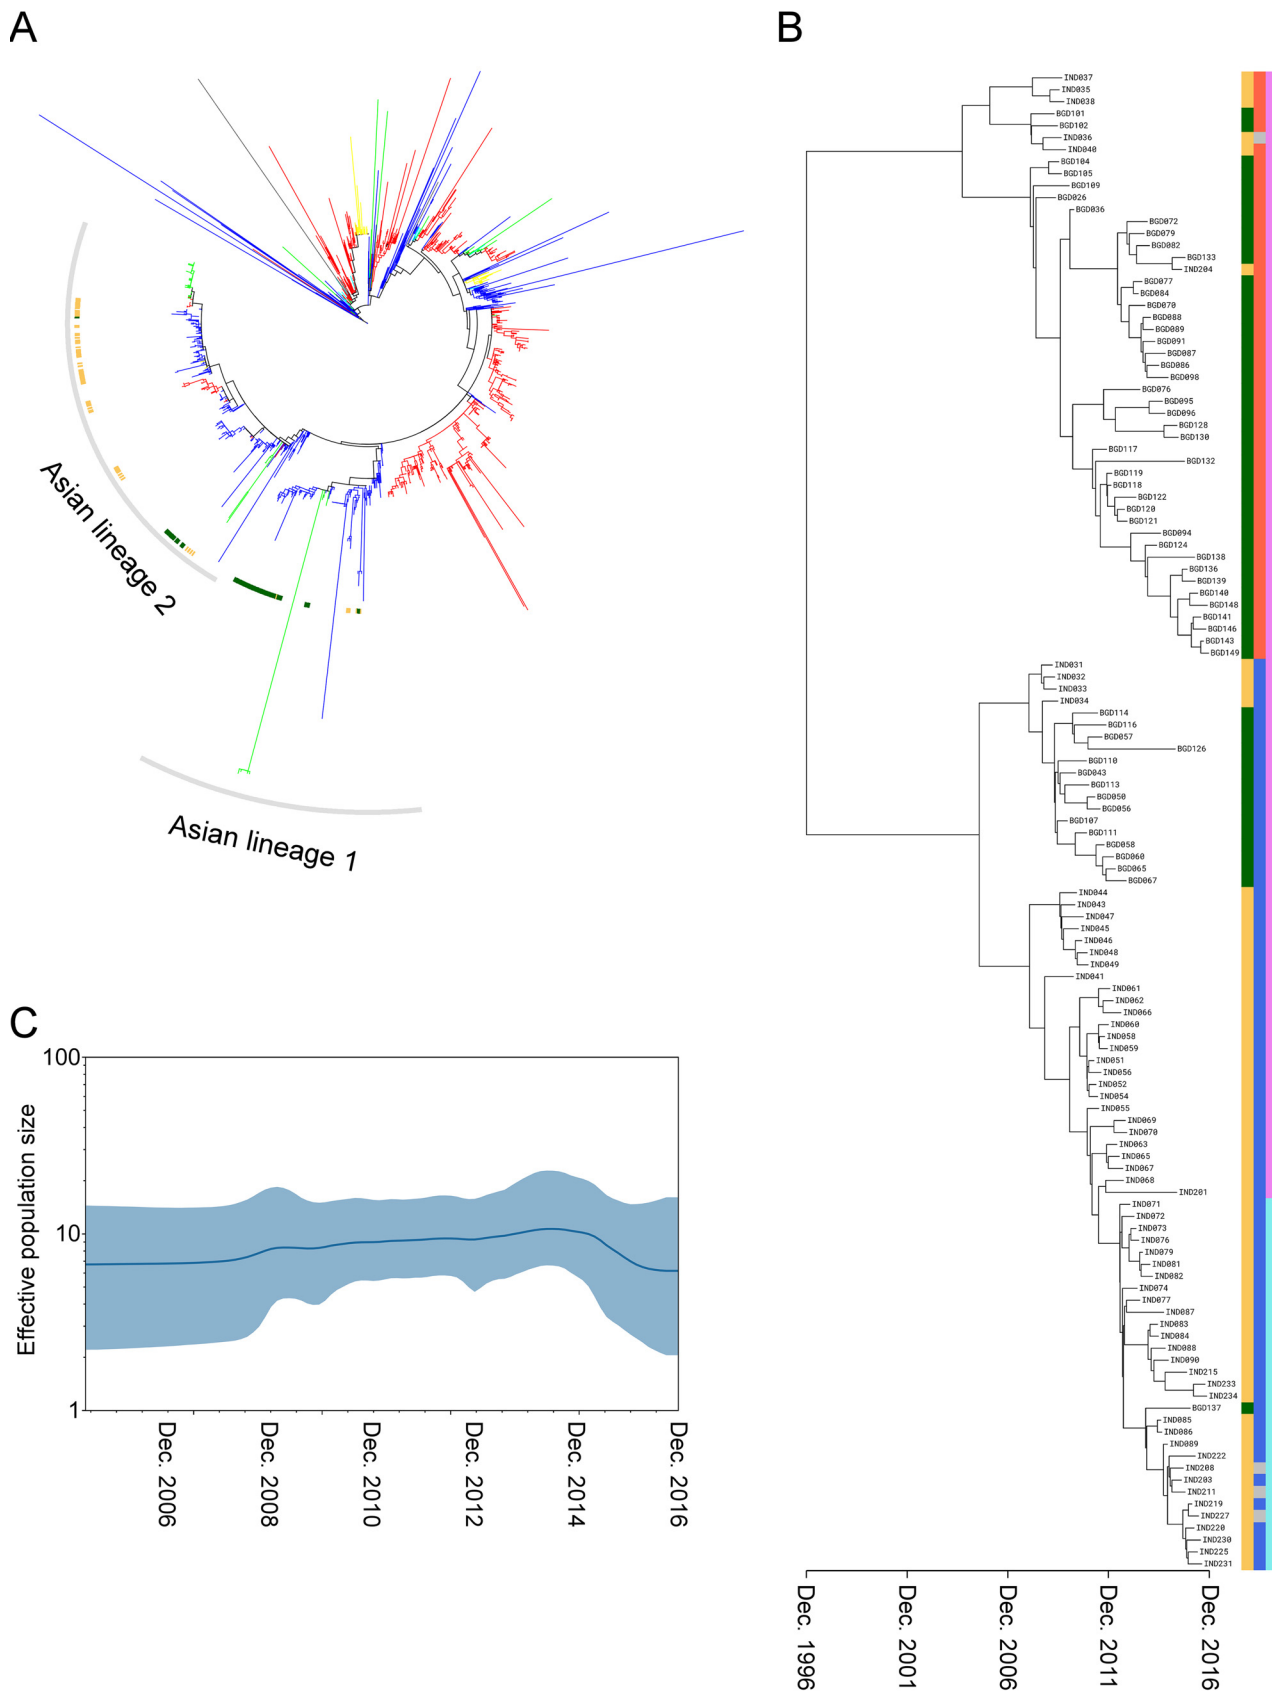 A
B
Asian lineage 2
Asian lineage 1
IND037
IND035
IND038
BGD101
BGD102
IND036
IND040
BGD104
BGD105
BGD109
BGD026
BGD036
BGD072
BGD079
BGD082
BGD133
IND204
BGD077
BGD084
BGD070
BGD088
BGD089
BGD091
BGD087
BGD086
BGD098
BGD076
BGD095
BGD096
BGD128
BGD130
BGD117
BGD132
BGD119
BGD118
BGD122
BGD120
BGD121
BGD094
BGD124
BGD138
BGD136
BGD139
BGD140
BGD148
BGD141
BGD146
BGD143
BGD149
IND031
IND032
IND033
IND034
BGD114
BGD116
BGD057
BGD126
BGD110
BGD043
BGD113
BGD050
BGD056
BGD107
BGD111
BGD058
BGD060
BGD065
BGD067
IND044
IND043
IND047
IND045
IND046
IND048
IND049
IND041
IND061
IND062
IND066
IND060
IND058
IND059
IND051
IND056
IND052
IND054
IND055
IND069
IND070
IND063
IND065
IND067
IND068
IND201
IND071
IND072
IND073
IND076
IND079
IND081
IND082
IND074
IND077
IND087
IND083
IND084
IND088
IND090
IND215
IND233
IND234
BGD137
IND085
IND086
IND089
IND222
IND208
IND203
IND211
IND219
IND227
IND220
IND230
IND225
IND231
Dec. 1996
Dec. 2001
Dec. 2006
Dec. 2011
Dec. 2016
C
Effective population size
100
10
1
Dec. 2006
Dec. 2008
Dec. 2010
Dec. 2012
Dec. 2014
Dec. 2016